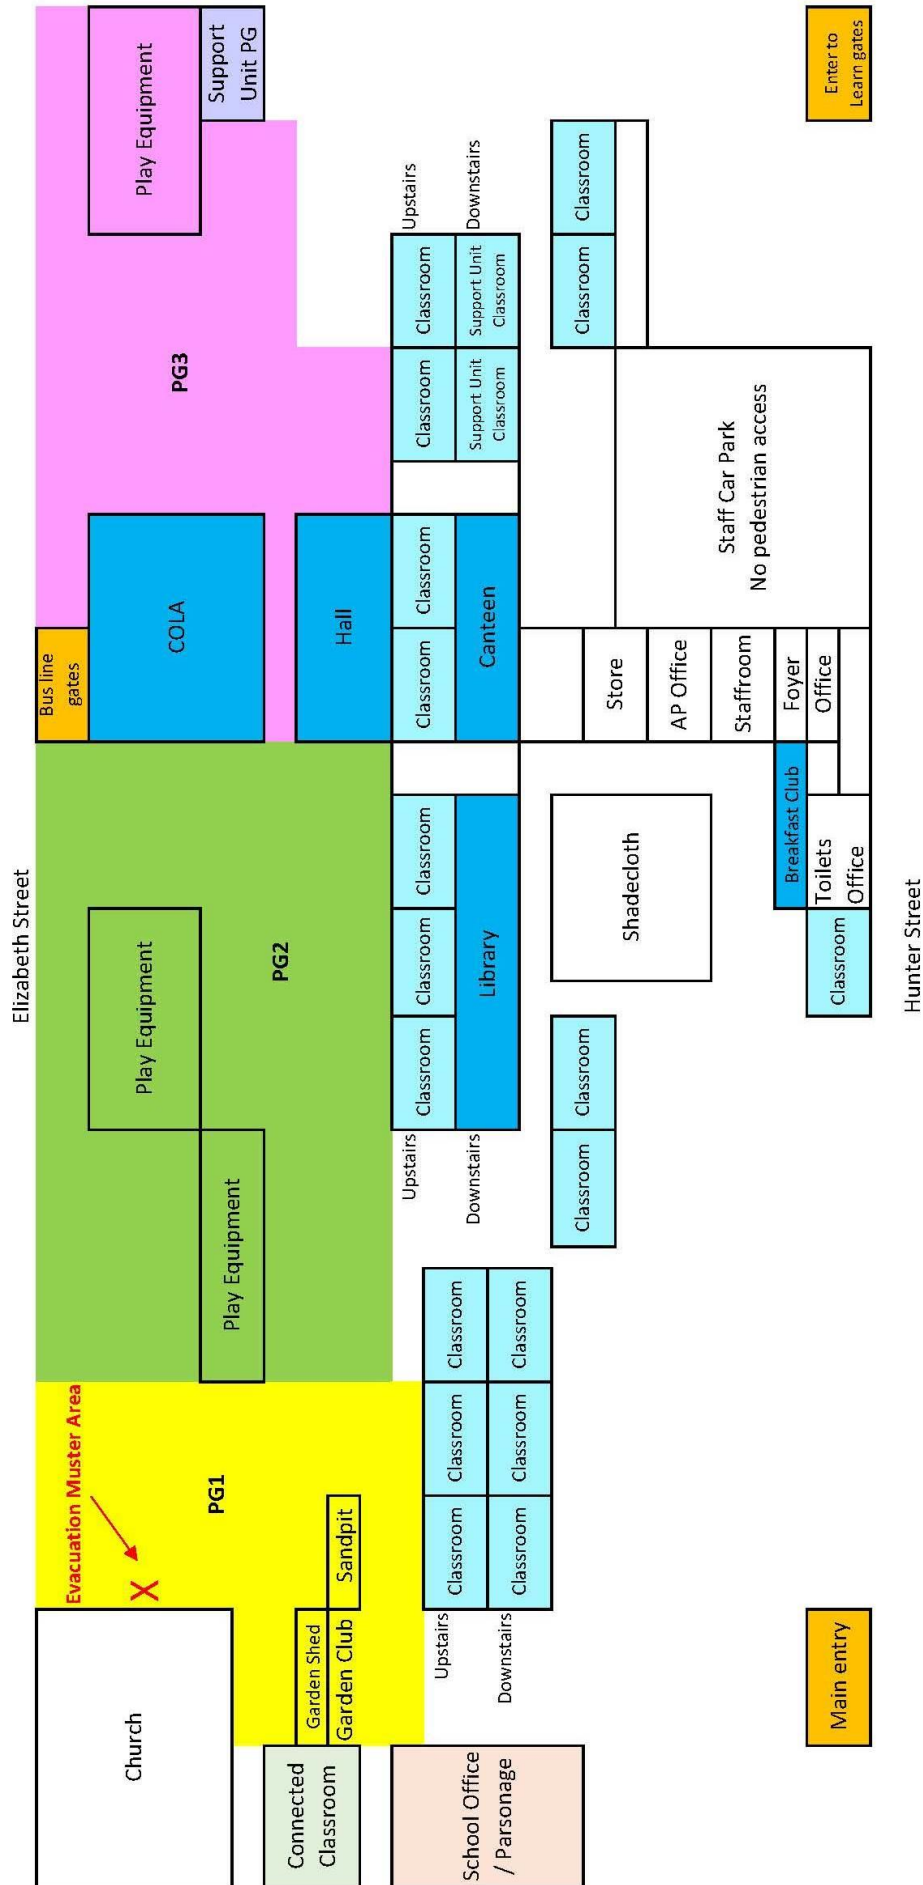 Elizabeth Street
Church
Evacuation Muster Area
X
PG1
Connected
Classroom
Garden Shed
Garden Club
Sandpit
School Office
/ Parsonage
Upstairs
Classroom
Classroom
Classroom
Downstairs
Classroom
Classroom
Classroom
Main entry
Play Equipment
Play Equipment
PG2
Upstairs
Classroom
Classroom
Classroom
Downstairs
Library
Classroom
Classroom
Shadecloth
Classroom
Breakfast Club
Toilets
Office
Bus line
gates
COLA
Hall
Classroom
Classroom
Canteen
Store
AP Office
Staffroom
Foyer
Office
PG3
Play Equipment
Support
Unit PG
Classroom
Classroom
Upstairs
Support Unit
Classroom
Support Unit
Classroom
Downstairs
Classroom
Classroom
Staff Car Park
No pedestrian access
Enter to
Learn gates
Hunter Street